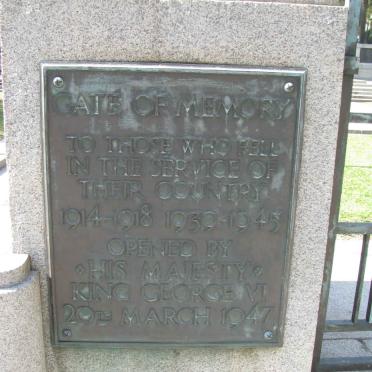 GATE OF MEMORY
TO THOSE WHO FELL
IN THE SERVICE OF
THEIR COUNTRY
1914-1918 1939-1945
OPENED BY
HIS MAJESTY
KING GEORGE VI
29TH MARCH 1947